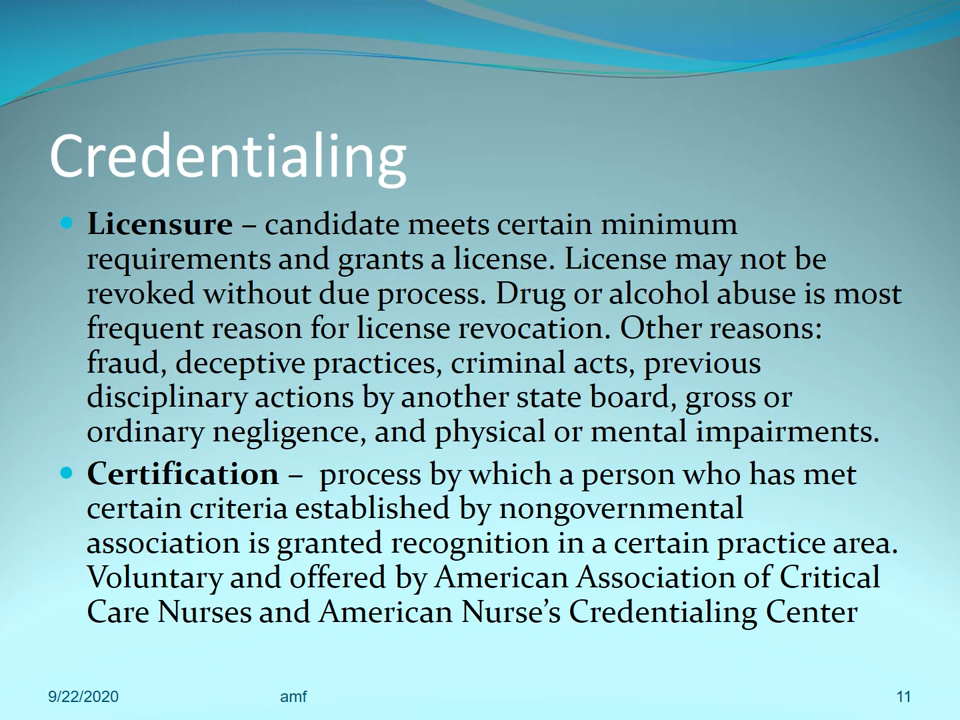 Credentialing
• Licensure – candidate meets certain minimum
requirements and grants a license. License may not be
revoked without due process. Drug or alcohol abuse is most
frequent reason for license revocation. Other reasons:
fraud, deceptive practices, criminal acts, previous
disciplinary actions by another state board, gross or
ordinary negligence, and physical or mental impairments.
• Certification – process by which a person who has met
certain criteria established by nongovernmental
association is granted recognition in a certain practice area.
Voluntary and offered by American Association of Critical
Care Nurses and American Nurse’s Credentialing Center
9/22/2020 amf 11